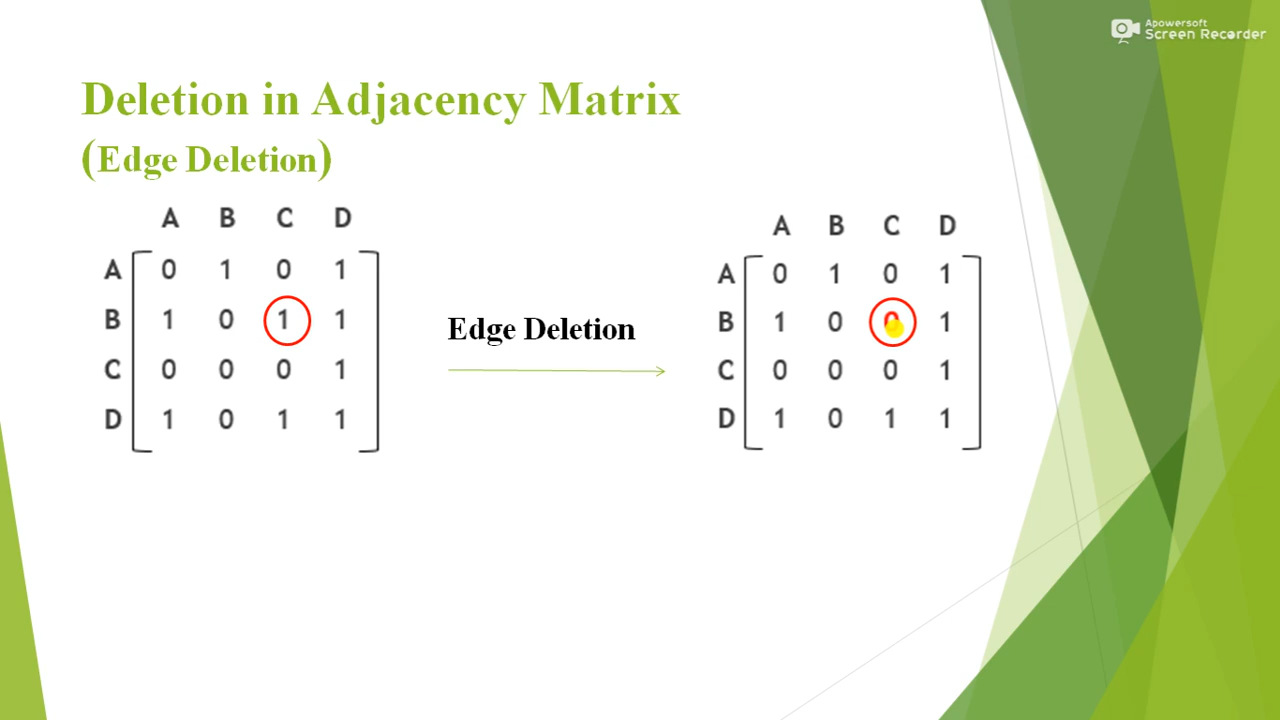 Apowersoft
Screen Recorder
Deletion in Adjacency Matrix
(Edge Deletion)
A B C D
A 0 1 0 1
B 1 0 1 1
C 0 0 0 1
D 1 0 1 1
Edge Deletion
A B C D
A 0 1 0 1
B 1 0 0 1
C 0 0 0 1
D 1 0 1 1